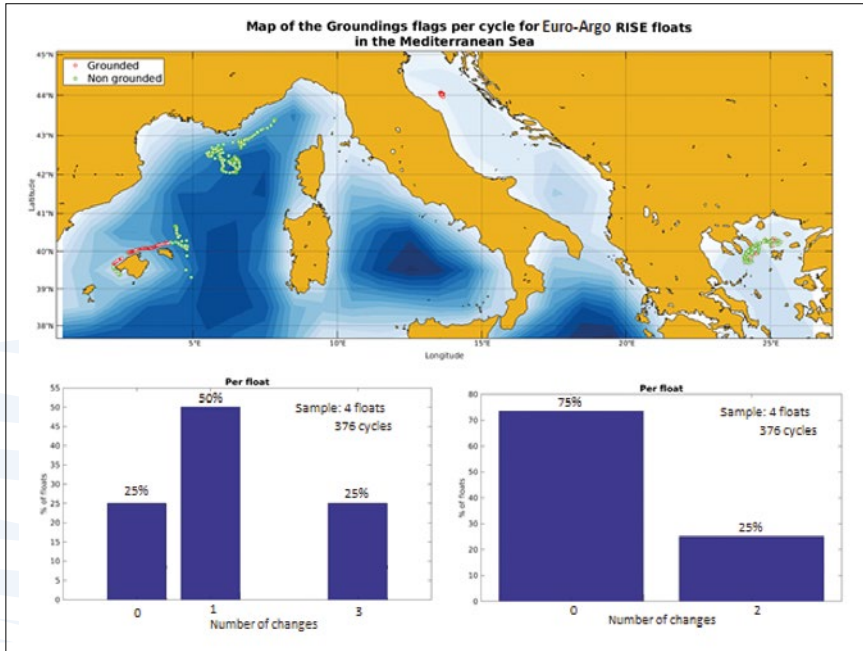 Map of the Groundings flags per cycle for Euro-Argo RISE floats
in the Mediterranean Sea
45°N
Grounded
Non grounded
44°N
43°N
42°N
Latitude
41°N
40°N
39°N
38°N
5°E
10°E
15°E
20°E
25°E
Longitude
Per float
55
50%
50
Sample: 4 floats
45
376 cycles
40
35
% of floats
30
25%
25%
25
20
15
10
5
0
0
1
3
Number of changes
Per float
80
75%
Sample: 4 floats
70
376 cycles
60
50
% of floats
40
30
25%
20
10
0
0
2
Number of changes